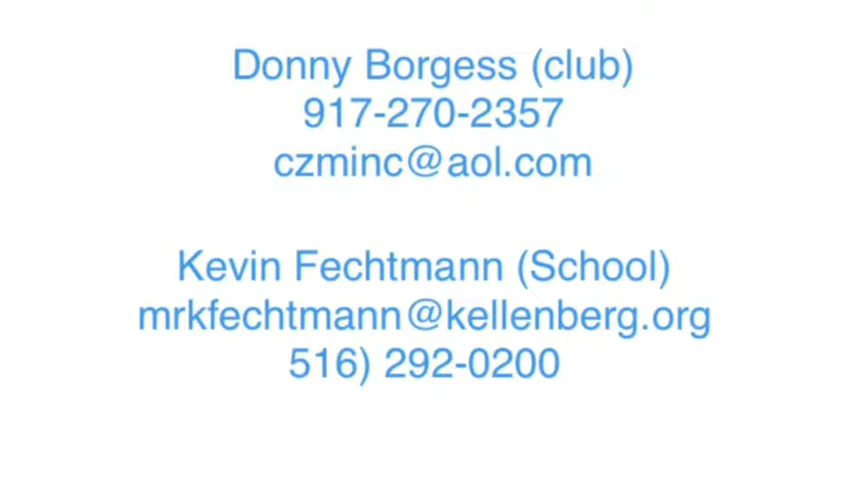 Donny Borgess (club)
917-270-2357
czminc@aol.com
Kevin Fechtmann (School)
mrkfechtmann@kellenberg.org
516) 292-0200